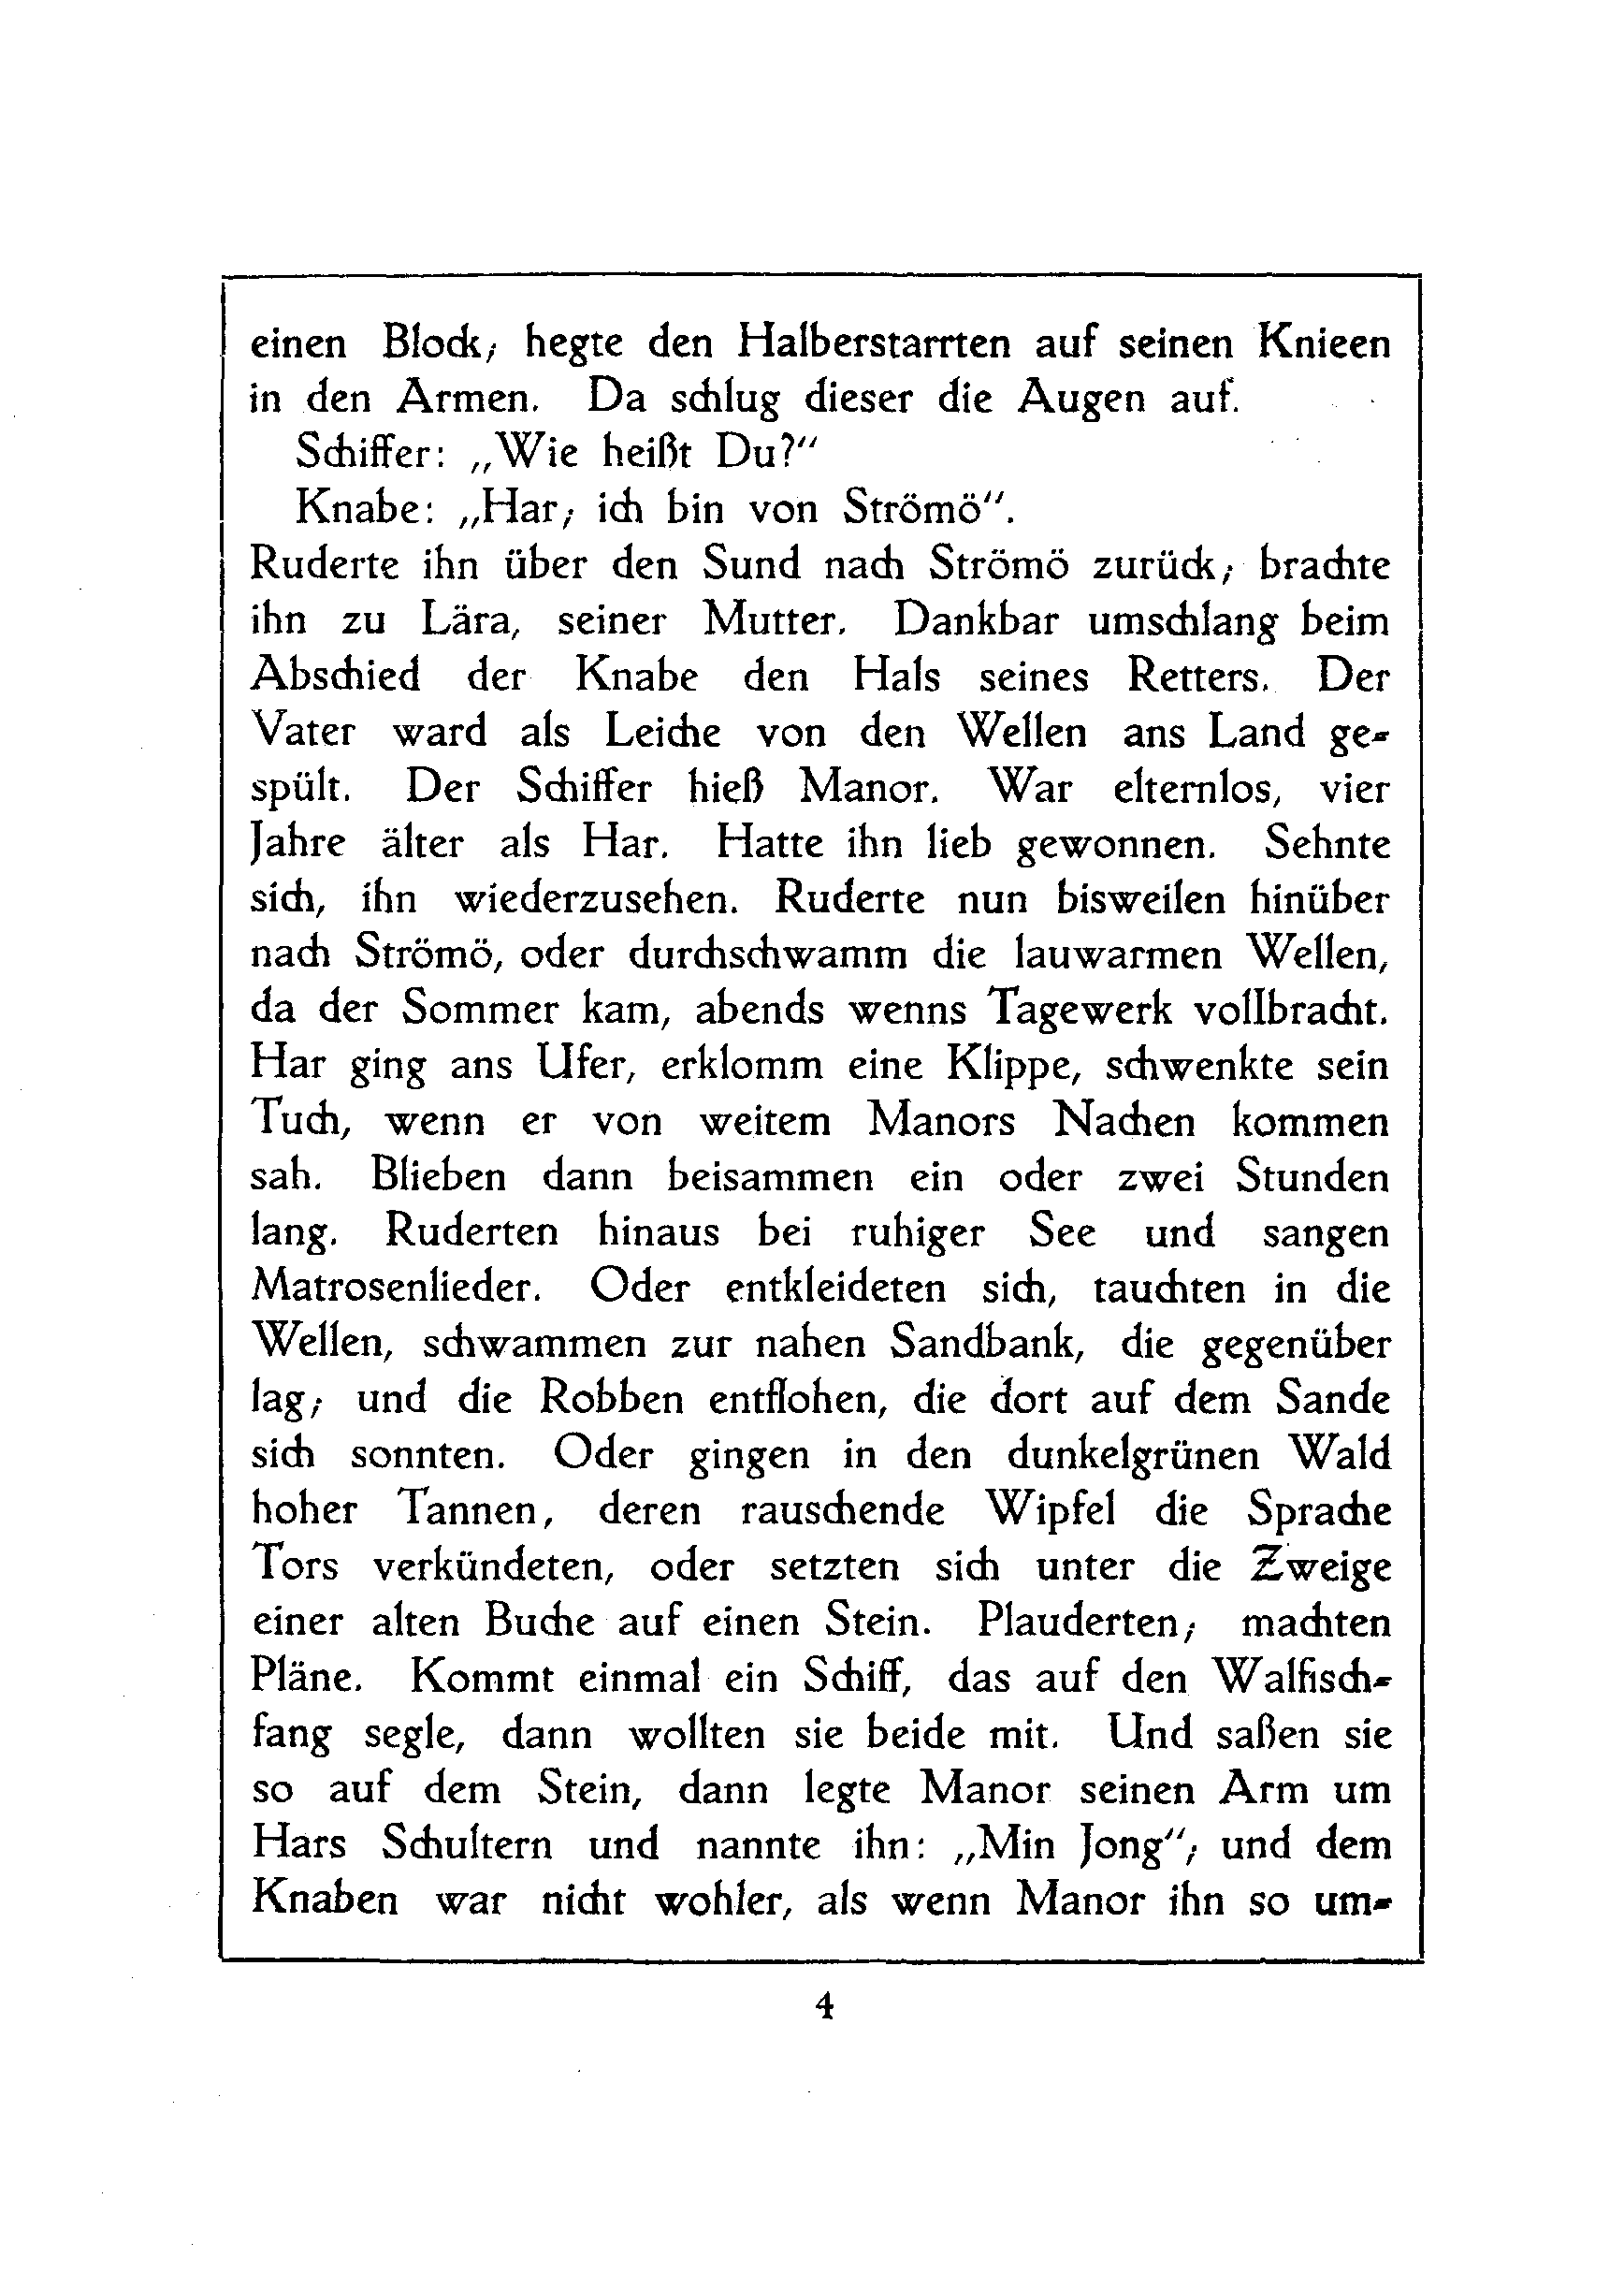 einen Block; hegte den Halberstarrten auf seinen Knieen
in den Armen. Da schlug dieser die Augen auf.
Schiffer: „Wie heißt Du?"
Knabe: „Har; ich bin von Strömö".
Ruderte ihn über den Sund nach Strömö zurück; brachte
ihn zu Lära, seiner Mutter. Dankbar umschlang beim
Abschied der Knabe den Hals seines Retters. Der
Vater ward als Leiche von den Wellen ans Land ge-
spült. Der Schiffer hieß Manor. War elternlos, vier
Jahre älter als Har. Hatte ihn lieb gewonnen. Sehnte
sich, ihn wiederzusehen. Ruderte nun bisweilen hinüber
nach Strömö, oder durchschwamm die lauwarmen Wellen,
da der Sommer kam, abends wenns Tagewerk vollbracht.
Har ging ans Ufer, erklomm eine Klippe, schwenkte sein
Tuch, wenn er von weitem Manors Nachen kommen
sah. Blieben dann beisammen ein oder zwei Stunden
lang. Ruderten hinaus bei ruhiger See und sangen
Matrosenlieder. Oder entkleideten sich, tauchten in die
Wellen, schwammen zur nahen Sandbank, die gegenüber
lag; und die Robben entflohen, die dort auf dem Sande
sich sonnten. Oder gingen in den dunkelgrünen Wald
hoher Tannen, deren rauschende Wipfel die Sprache
Tors verkündeten, oder setzten sich unter die Zweige
einer alten Buche auf einen Stein. Plauderten; machten
Pläne. Kommt einmal ein Schiff, das auf den Walfisch-
fang segle, dann wollten sie beide mit. Und saßen sie
so auf dem Stein, dann legte Manor seinen Arm um
Hars Schultern und nannte ihn: „Min Jong"; und dem
Knaben war nicht wohler, als wenn Manor ihn so um-
4